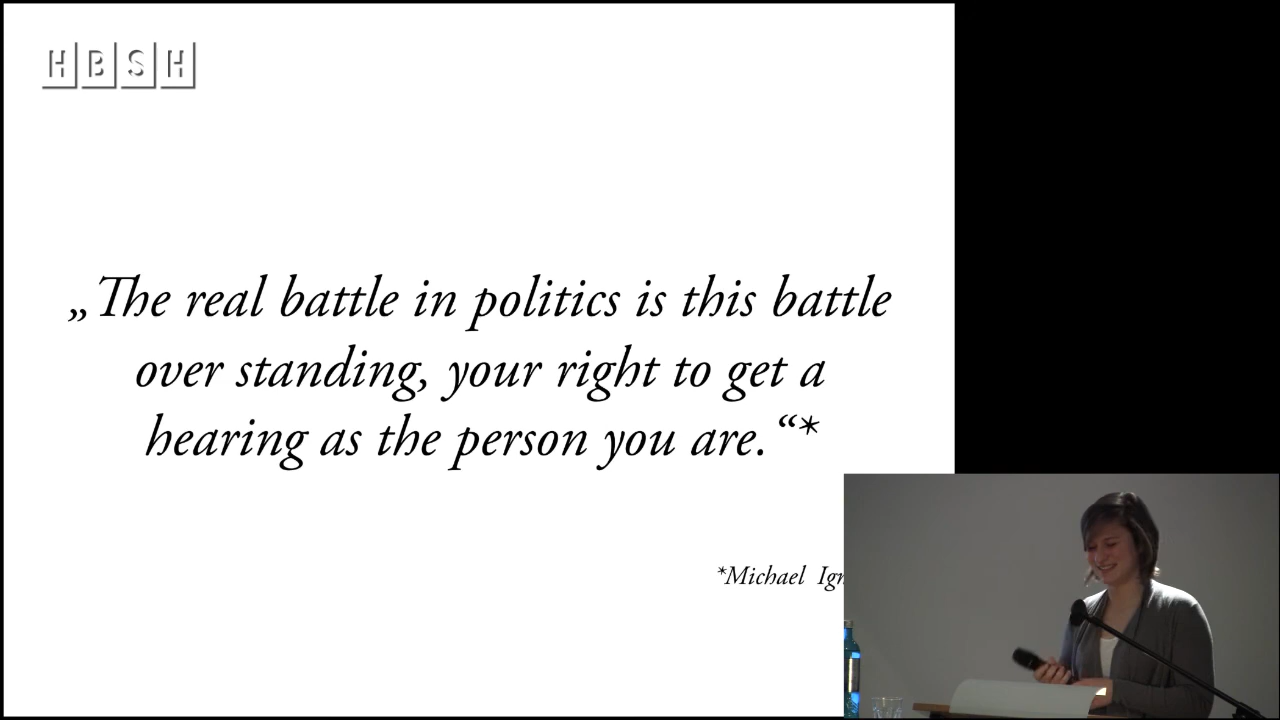 HBSH
„The real battle in politics is this battle
over standing, your right to get a
hearing as the person you are.“*
*Michael